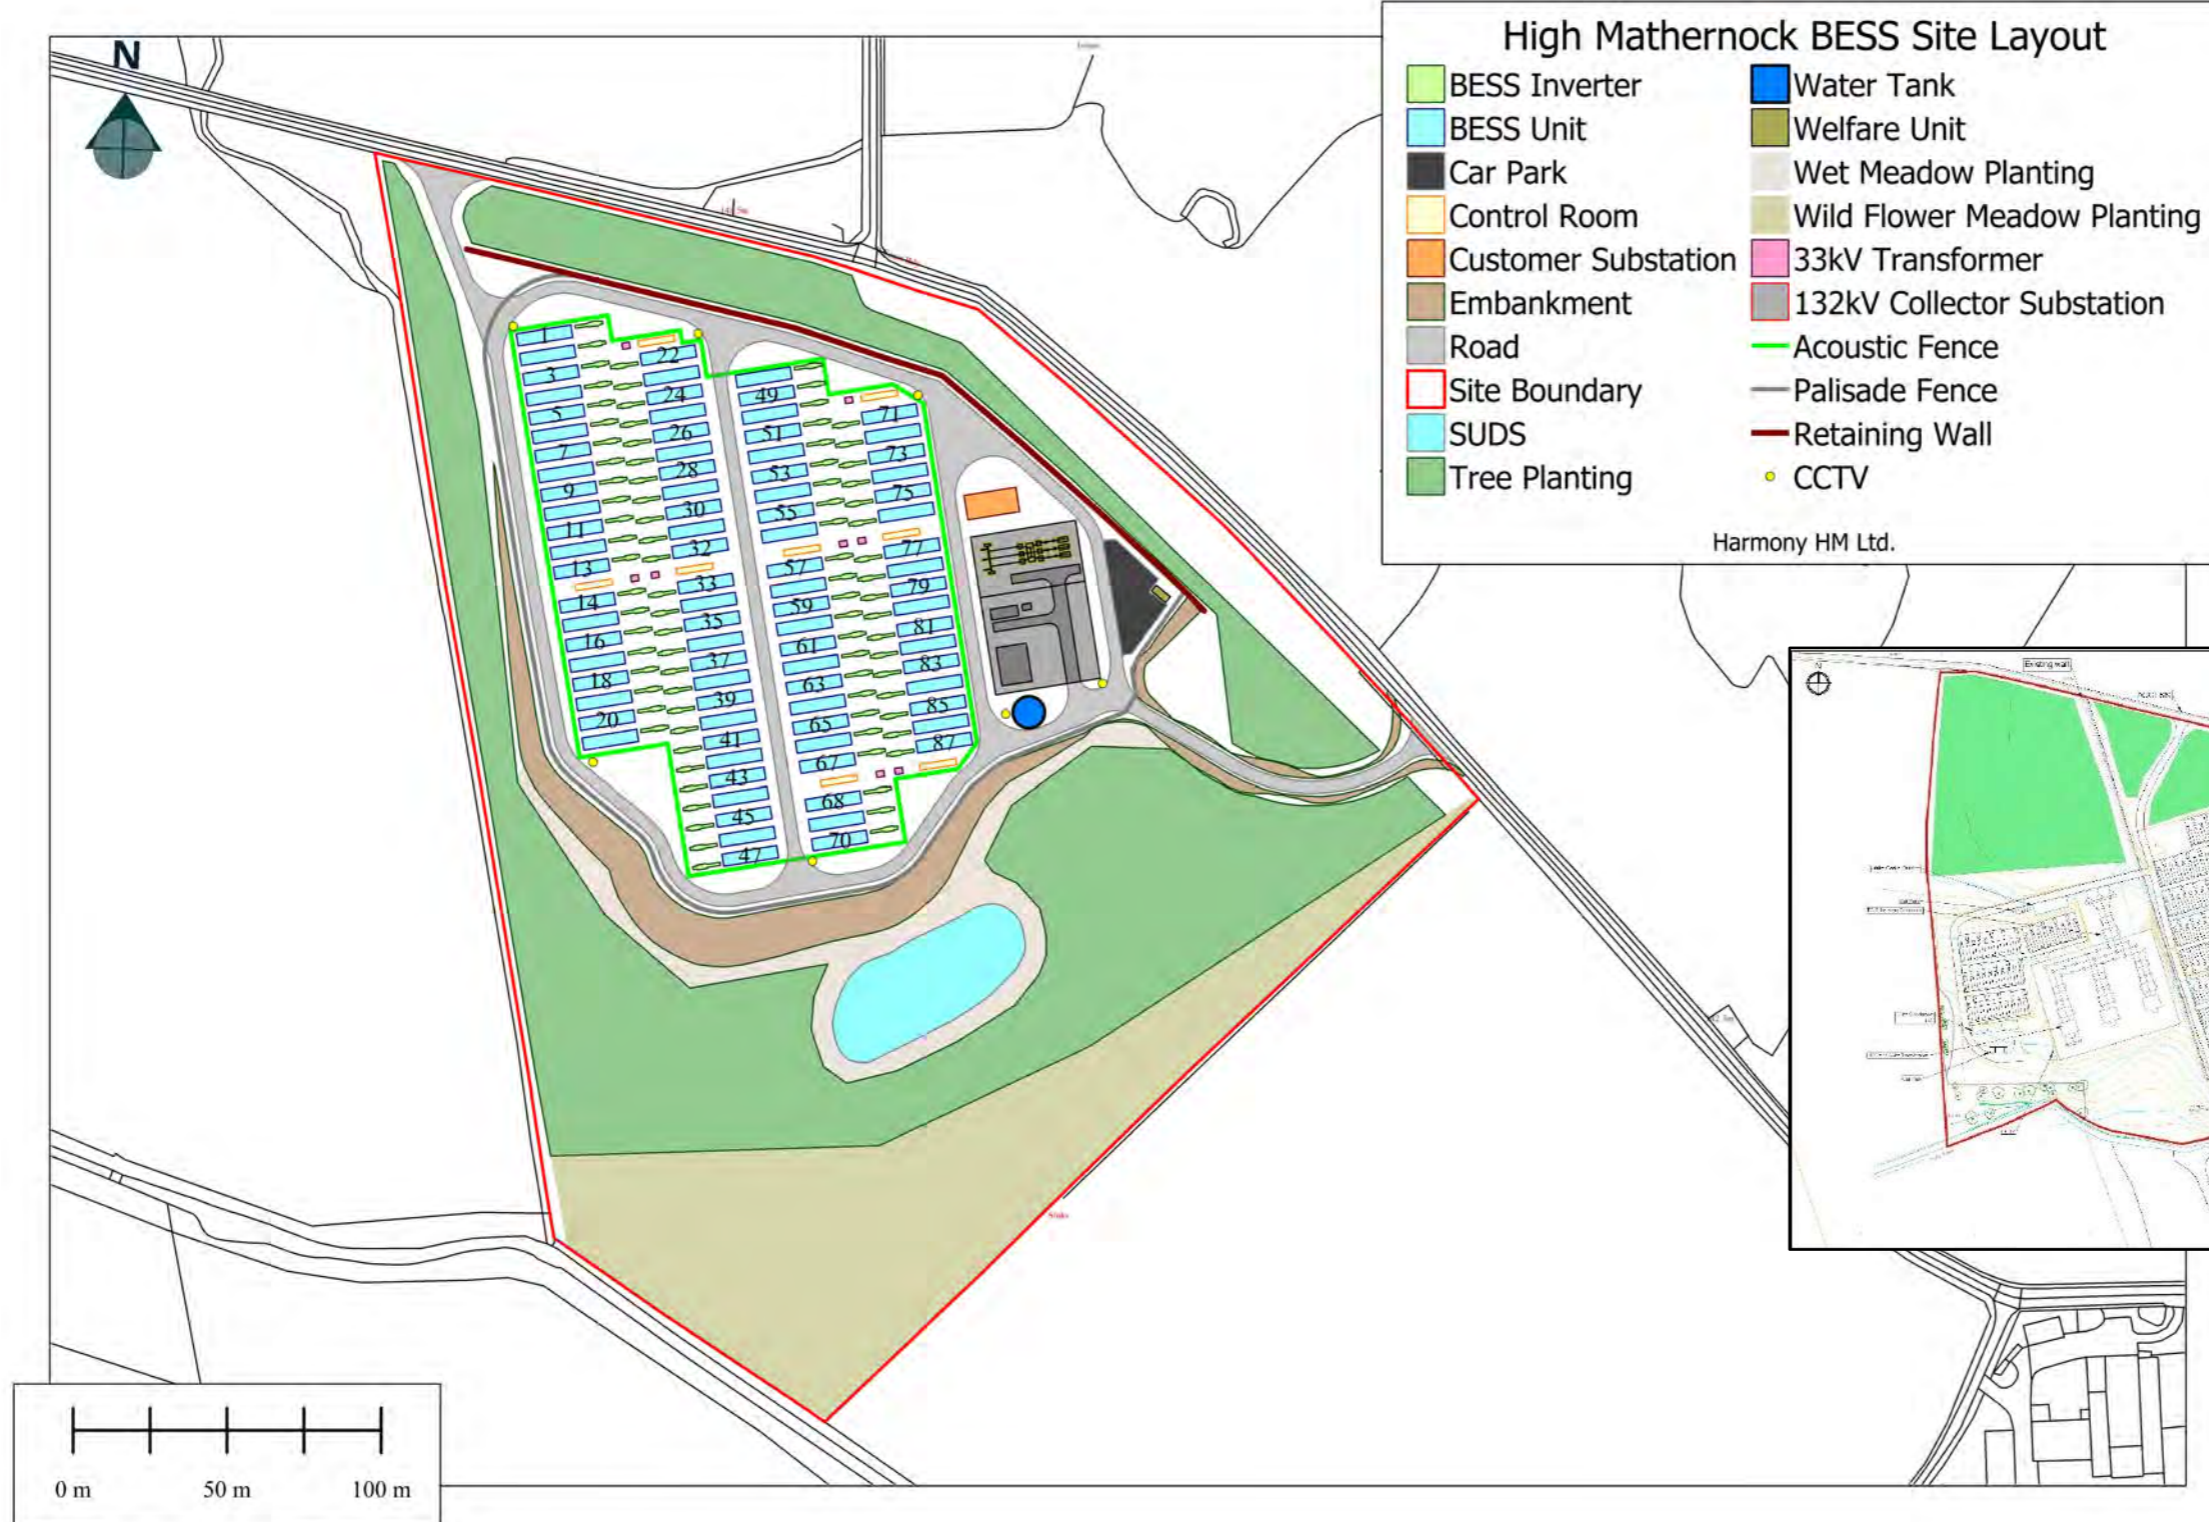 N
High Mathernock BESS Site Layout
BESS Inverter
BESS Unit
Car Park
Control Room
Customer Substation
Embankment
Road
Site Boundary
SUDS
Tree Planting
Water Tank
Welfare Unit
Wet Meadow Planting
Wild Flower Meadow Planting
33kV Transformer
132kV Collector Substation
Acoustic Fence
Palisade Fence
Retaining Wall
CCTV
Harmony HM Ltd.
1
3
5
7
9
11
13
14
16
18
20
22
24
26
28
30
32
33
35
37
39
41
43
45
47
49
51
53
55
57
59
61
63
65
67
68
70
71
73
75
77
79
81
83
85
87
Existing wall
0 m 50 m 100 m